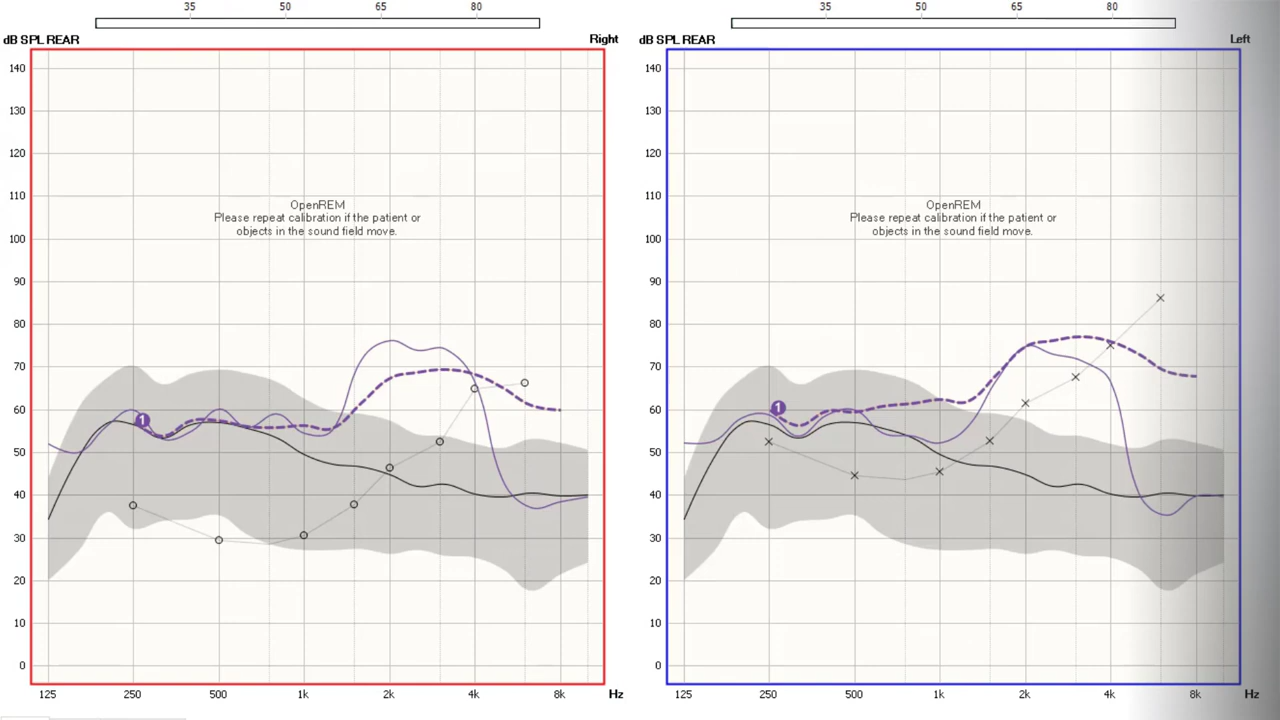 35 50 65 80
dB SPL REAR Right
140
130
120
110
100
90
80
70
60
50
40
30
20
10
0
OpenREM
Please repeat calibration if the patient or
objects in the sound field move.
1
125 250 500 1k 2k 4k 8k Hz
35 50 65 80
dB SPL REAR Left
140
130
120
110
100
90
80
70
60
50
40
30
20
10
0
OpenREM
Please repeat calibration if the patient or
objects in the sound field move.
1
125 250 500 1k 2k 4k 8k Hz